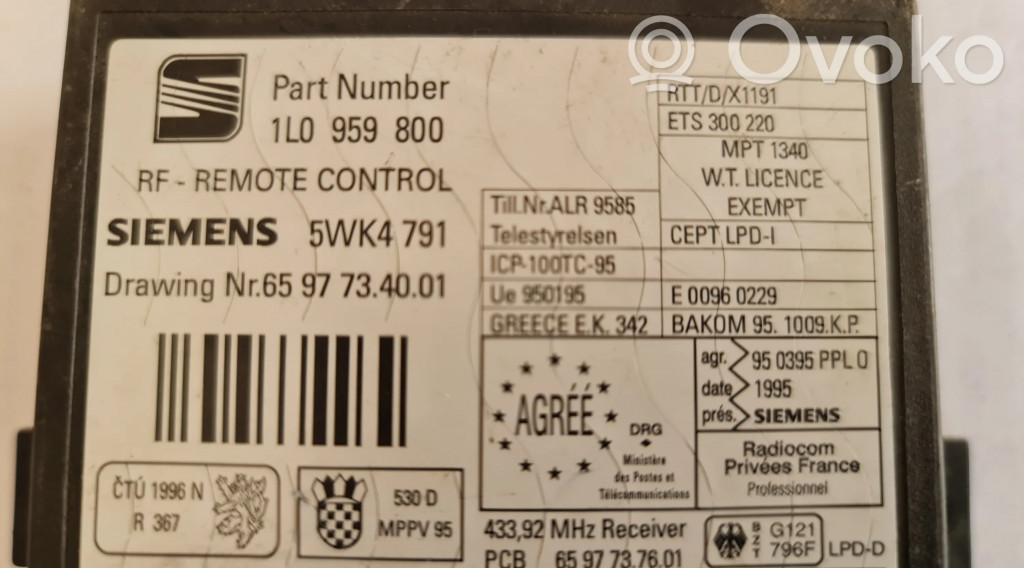 Ovoko
Part Number
1L0 959 800
RF - REMOTE CONTROL
SIEMENS 5WK4 791
Drawing Nr.65 97 73.40.01
RTT/D/X1191
ETS 300 220
MPT 1340
W.T. LICENCE
EXEMPT
Till.Nr.ALR 9585
Telestyrelsen
CEPT LPD-I
ICP-100TC-95
Ue 950195
E 0096 0229
GREECE E.K. 342
BAKOM 95. 1009.K.P.
AGRÉÉ
DRG
Ministère
des Postes et
Télécommunications
agr. 95 0395 PPL 0
date 1995
prés. SIEMENS
Radiocom
Privées France
Professionnel
ČTÚ 1996 N
R 367
530 D
MPPV 95
433,92 MHz Receiver
PCB 65 97 73.76.01
BZT
G121
796F
LPD-D